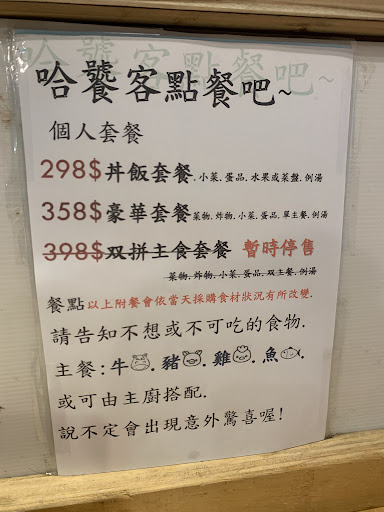 哈號客點餐吧~
哈饕客點餐吧~
個人套餐
298$丼飯套餐.小菜.蛋品.水果或菜盤.例湯
358$豪華套餐菜物.炸物.小菜.蛋品.單主餐.例湯
398$双拼主食套餐 暫時停售
菜物.炸物.小菜.蛋品.双主餐.例湯
餐點以上附餐會依當天採購食材狀況有所改變.
請告知不想或不可吃的食物.
主餐:牛.豬.雞.魚.
或可由主廚搭配.
說不定會出現意外驚喜喔!